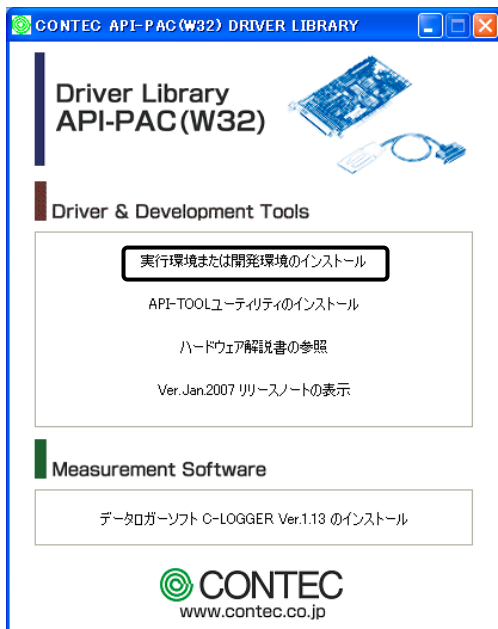 CONTEC API-PAC(W32) DRIVER LIBRARY
Driver Library
API-PAC(W32)
Driver & Development Tools
実行環境または開発環境のインストール
API-TOOLユーティリティのインストール
ハードウェア解説書の参照
Ver.Jan.2007 リリースノートの表示
Measurement Software
データロガーソフト C-LOGGER Ver.1.13 のインストール
CONTEC
www.contec.co.jp